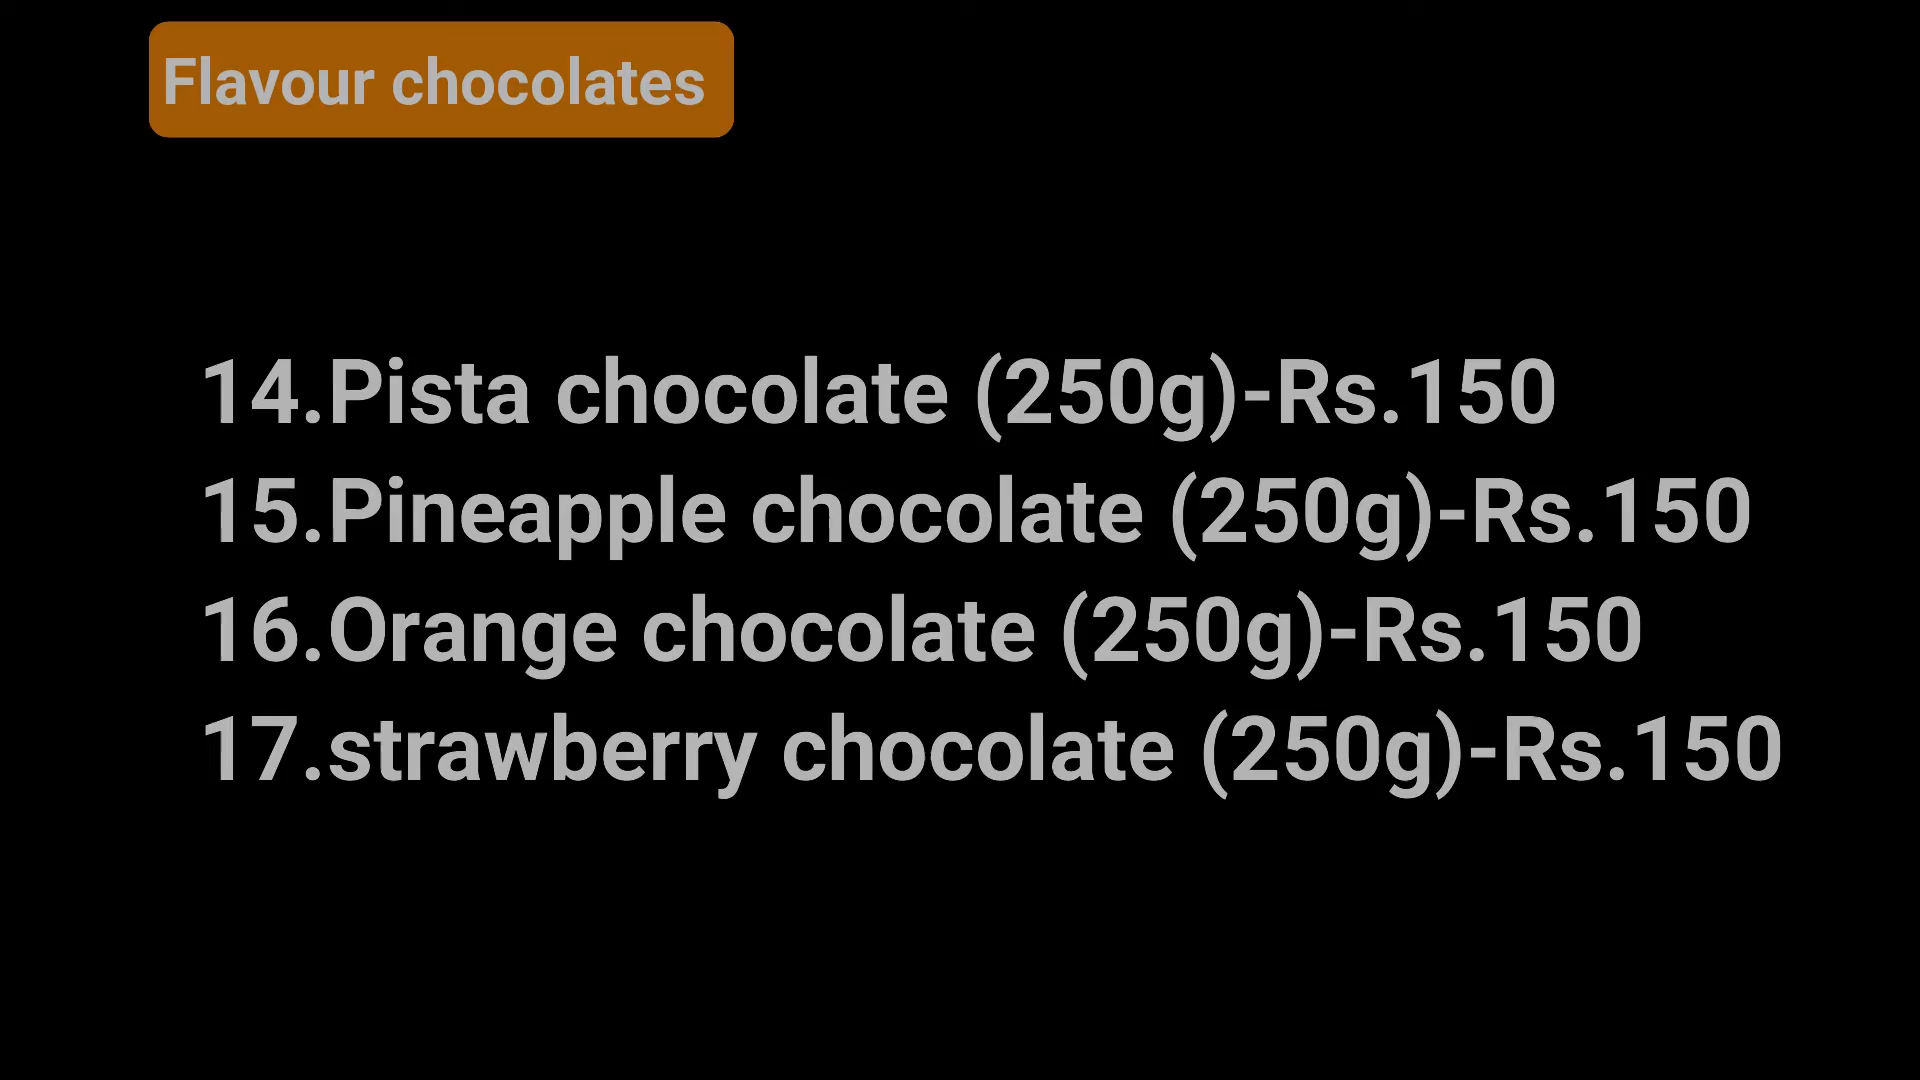 Flavour chocolates
14.Pista chocolate (250g)-Rs.150
15.Pineapple chocolate (250g)-Rs.150
16.Orange chocolate (250g)-Rs.150
17.strawberry chocolate (250g)-Rs.150